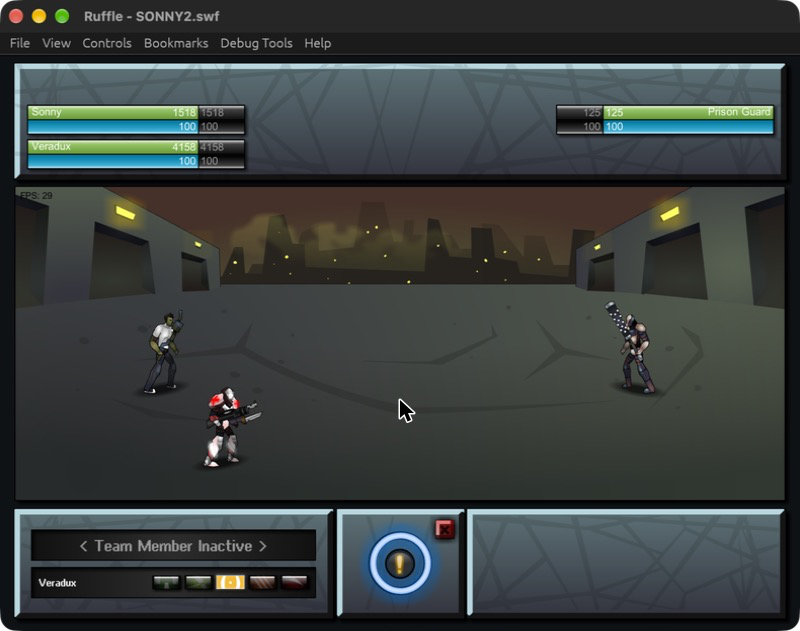 Ruffle - SONNY2.swf
File View Controls Bookmarks Debug Tools Help
Sonny 1518 1518
100 100
Veradux 4158 4158
100 100
125 125 Prison Guard
100 100
FPS: 29
< Team Member Inactive >
Veradux